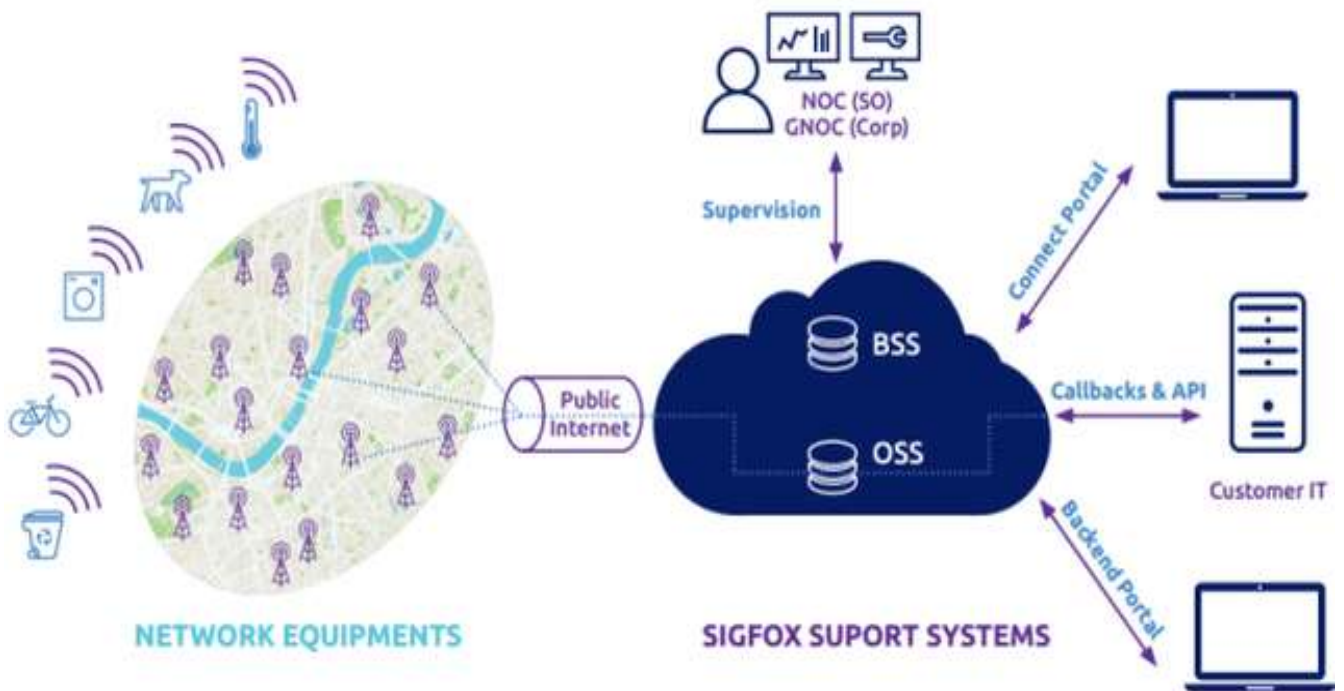 NOC (SO)
GNOC (Corp)
Supervision
Connect Portal
BSS
Public
Internet
Callbacks & API
OSS
Customer IT
Backend Portal
NETWORK EQUIPMENTS
SIGFOX SUPORT SYSTEMS